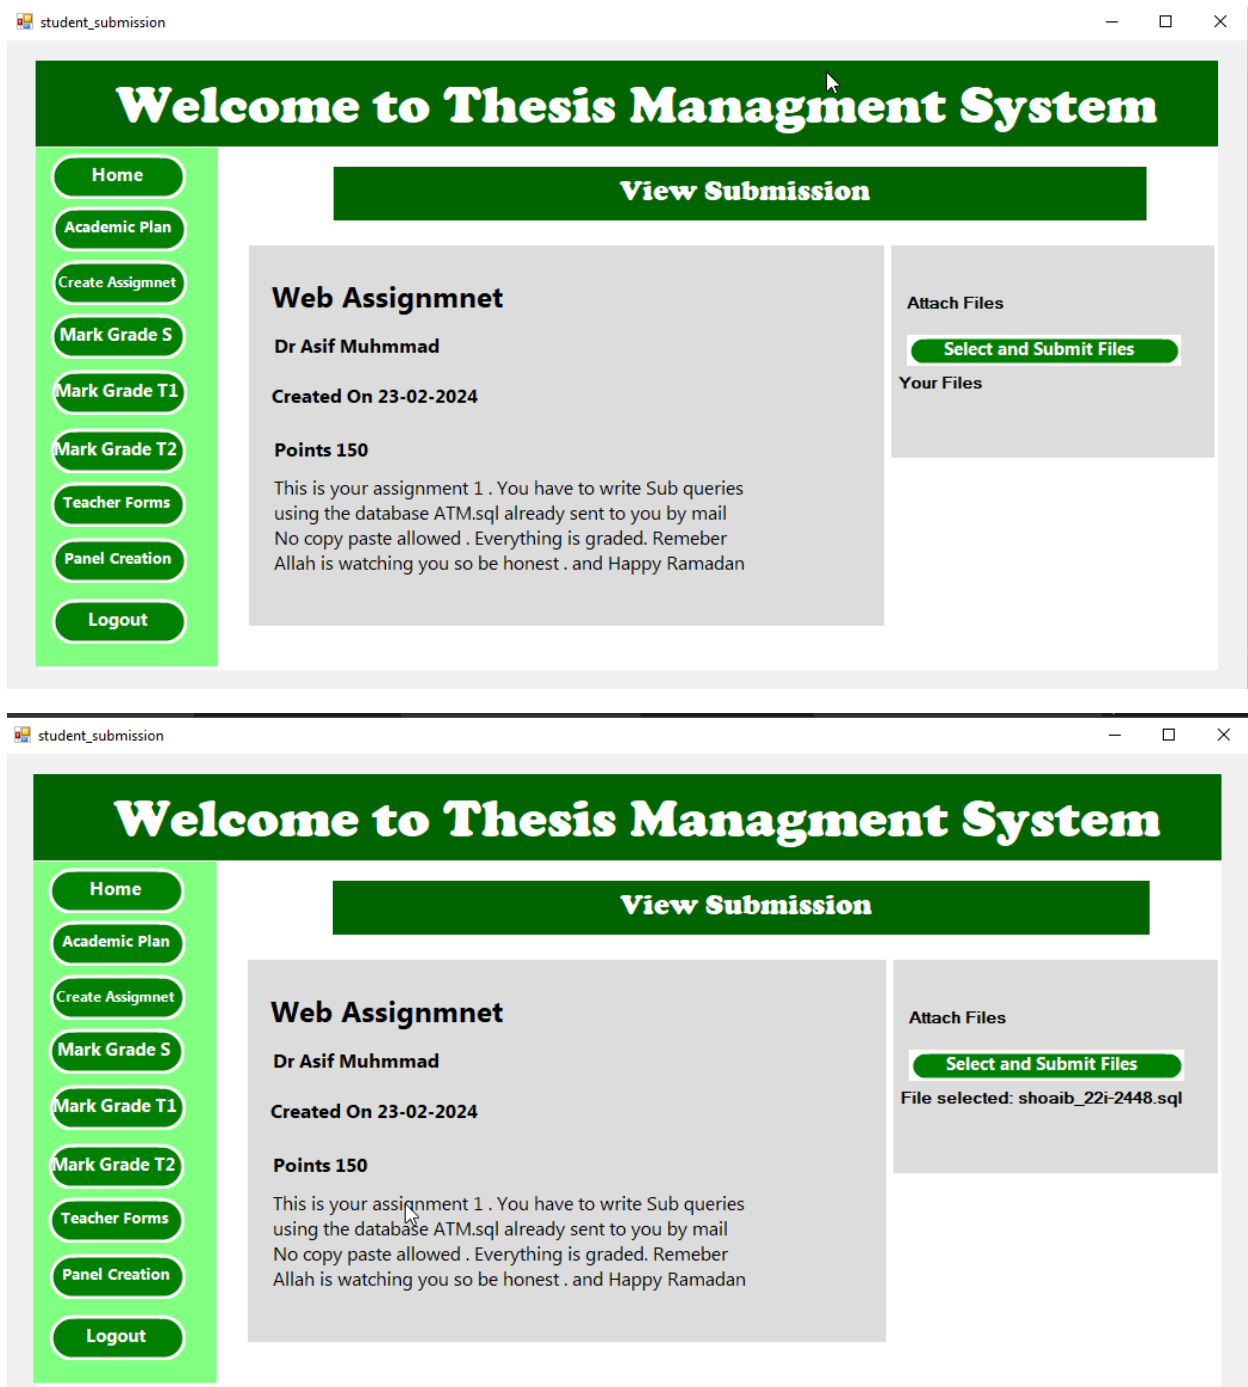 student_submission
Welcome to Thesis Managment System
Home
Academic Plan
Create Assigmnet
Mark Grade S
Mark Grade T1
Mark Grade T2
Teacher Forms
Panel Creation
Logout
View Submission
Web Assignmnet
Dr Asif Muhmmad
Created On 23-02-2024
Points 150
This is your assignment 1 . You have to write Sub queries
using the database ATM.sql already sent to you by mail
No copy paste allowed . Everything is graded. Remeber
Allah is watching you so be honest . and Happy Ramadan
Attach Files
Select and Submit Files
Your Files
student_submission
Welcome to Thesis Managment System
Home
Academic Plan
Create Assigmnet
Mark Grade S
Mark Grade T1
Mark Grade T2
Teacher Forms
Panel Creation
Logout
View Submission
Web Assignmnet
Dr Asif Muhmmad
Created On 23-02-2024
Points 150
This is your assignment 1 . You have to write Sub queries
using the database ATM.sql already sent to you by mail
No copy paste allowed . Everything is graded. Remeber
Allah is watching you so be honest . and Happy Ramadan
Attach Files
Select and Submit Files
File selected: shoaib_22i-2448.sql